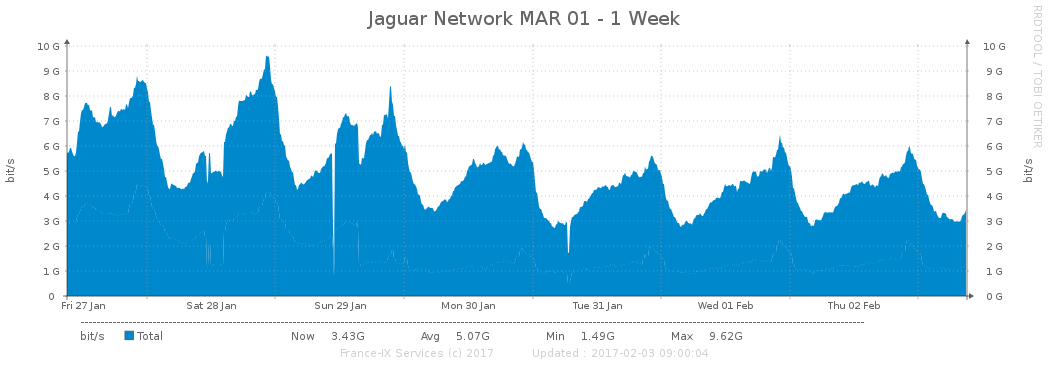 Jaguar Network MAR 01 - 1 Week
RRDTOOL / TOBI OETIKER
bit/s
10 G 10 G
9 G 9 G
8 G 8 G
7 G 7 G
6 G 6 G
5 G 5 G
4 G 4 G
3 G 3 G
2 G 2 G
1 G 1 G
0 0 G
bit/s
Fri 27 Jan Sat 28 Jan Sun 29 Jan Mon 30 Jan Tue 31 Jan Wed 01 Feb Thu 02 Feb
bit/s Total Now 3.43G Avg 5.07G Min 1.49G Max 9.62G
France-IX Services (c) 2017 Updated : 2017-02-03 09:00:04